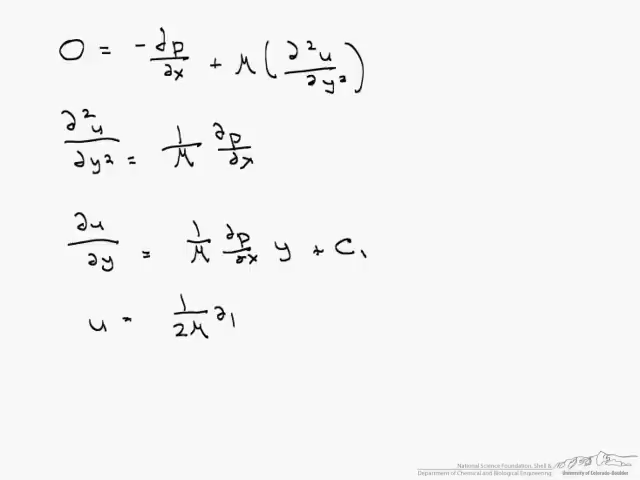 0 = -∂p/∂x + μ(∂²u/∂y²)
∂²u/∂y² = 1/μ ∂p/∂x
∂u/∂y = 1/μ ∂p/∂x y + C₁
u = 1/2μ ∂
National Science Foundation, Shell &
Department of Chemical and Biological Engineering
University of Colorado Boulder